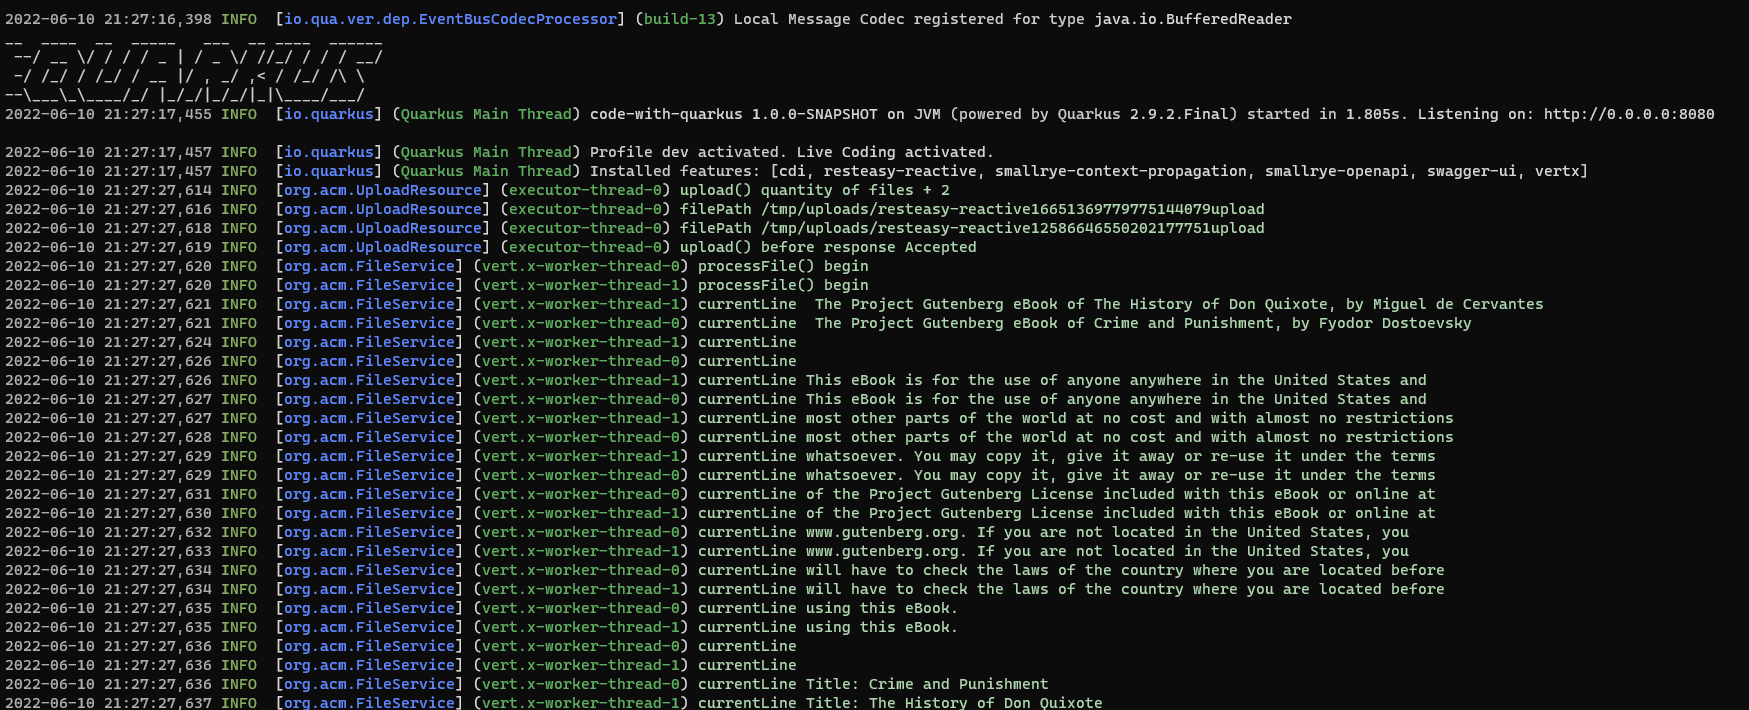 2022-06-10 21:27:16,398 INFO  [io.qua.ver.dep.EventBusCodecProcessor] (build-13) Local Message Codec registered for type java.io.BufferedReader
__  ____  __  _____   ___  __ ____  ______
 --/ __ \/ / / / _ | / _ \/ //_/ / / / __/
 -/ /_/ / /_/ / __ |/ , _/ ,< / /_/ /\ \
--\___\_\____/_/ |_/_/|_/_/|_|\____/___/
2022-06-10 21:27:17,455 INFO  [io.quarkus] (Quarkus Main Thread) code-with-quarkus 1.0.0-SNAPSHOT on JVM (powered by Quarkus 2.9.2.Final) started in 1.805s. Listening on: http://0.0.0.0:8080
2022-06-10 21:27:17,457 INFO  [io.quarkus] (Quarkus Main Thread) Profile dev activated. Live Coding activated.
2022-06-10 21:27:17,457 INFO  [io.quarkus] (Quarkus Main Thread) Installed features: [cdi, resteasy-reactive, smallrye-context-propagation, smallrye-openapi, swagger-ui, vertx]
2022-06-10 21:27:27,614 INFO  [org.acm.UploadResource] (executor-thread-0) upload() quantity of files + 2
2022-06-10 21:27:27,616 INFO  [org.acm.UploadResource] (executor-thread-0) filePath /tmp/uploads/resteasy-reactive16651369779775144079upload
2022-06-10 21:27:27,618 INFO  [org.acm.UploadResource] (executor-thread-0) filePath /tmp/uploads/resteasy-reactive12586646550202177751upload
2022-06-10 21:27:27,619 INFO  [org.acm.UploadResource] (executor-thread-0) upload() before response Accepted
2022-06-10 21:27:27,620 INFO  [org.acm.FileService] (vert.x-worker-thread-0) processFile() begin
2022-06-10 21:27:27,620 INFO  [org.acm.FileService] (vert.x-worker-thread-1) processFile() begin
2022-06-10 21:27:27,621 INFO  [org.acm.FileService] (vert.x-worker-thread-1) currentLine  The Project Gutenberg eBook of The History of Don Quixote, by Miguel de Cervantes
2022-06-10 21:27:27,621 INFO  [org.acm.FileService] (vert.x-worker-thread-0) currentLine  The Project Gutenberg eBook of Crime and Punishment, by Fyodor Dostoevsky
2022-06-10 21:27:27,624 INFO  [org.acm.FileService] (vert.x-worker-thread-1) currentLine
2022-06-10 21:27:27,626 INFO  [org.acm.FileService] (vert.x-worker-thread-0) currentLine
2022-06-10 21:27:27,626 INFO  [org.acm.FileService] (vert.x-worker-thread-1) currentLine This eBook is for the use of anyone anywhere in the United States and
2022-06-10 21:27:27,627 INFO  [org.acm.FileService] (vert.x-worker-thread-0) currentLine This eBook is for the use of anyone anywhere in the United States and
2022-06-10 21:27:27,627 INFO  [org.acm.FileService] (vert.x-worker-thread-1) currentLine most other parts of the world at no cost and with almost no restrictions
2022-06-10 21:27:27,628 INFO  [org.acm.FileService] (vert.x-worker-thread-0) currentLine most other parts of the world at no cost and with almost no restrictions
2022-06-10 21:27:27,629 INFO  [org.acm.FileService] (vert.x-worker-thread-1) currentLine whatsoever. You may copy it, give it away or re-use it under the terms
2022-06-10 21:27:27,629 INFO  [org.acm.FileService] (vert.x-worker-thread-0) currentLine whatsoever. You may copy it, give it away or re-use it under the terms
2022-06-10 21:27:27,631 INFO  [org.acm.FileService] (vert.x-worker-thread-0) currentLine of the Project Gutenberg License included with this eBook or online at
2022-06-10 21:27:27,630 INFO  [org.acm.FileService] (vert.x-worker-thread-1) currentLine of the Project Gutenberg License included with this eBook or online at
2022-06-10 21:27:27,632 INFO  [org.acm.FileService] (vert.x-worker-thread-0) currentLine www.gutenberg.org. If you are not located in the United States, you
2022-06-10 21:27:27,633 INFO  [org.acm.FileService] (vert.x-worker-thread-1) currentLine www.gutenberg.org. If you are not located in the United States, you
2022-06-10 21:27:27,634 INFO  [org.acm.FileService] (vert.x-worker-thread-0) currentLine will have to check the laws of the country where you are located before
2022-06-10 21:27:27,634 INFO  [org.acm.FileService] (vert.x-worker-thread-1) currentLine will have to check the laws of the country where you are located before
2022-06-10 21:27:27,635 INFO  [org.acm.FileService] (vert.x-worker-thread-0) currentLine using this eBook.
2022-06-10 21:27:27,635 INFO  [org.acm.FileService] (vert.x-worker-thread-1) currentLine using this eBook.
2022-06-10 21:27:27,636 INFO  [org.acm.FileService] (vert.x-worker-thread-0) currentLine
2022-06-10 21:27:27,636 INFO  [org.acm.FileService] (vert.x-worker-thread-1) currentLine
2022-06-10 21:27:27,636 INFO  [org.acm.FileService] (vert.x-worker-thread-0) currentLine Title: Crime and Punishment
2022-06-10 21:27:27,637 INFO  [org.acm.FileService] (vert.x-worker-thread-1) currentLine Title: The History of Don Quixote